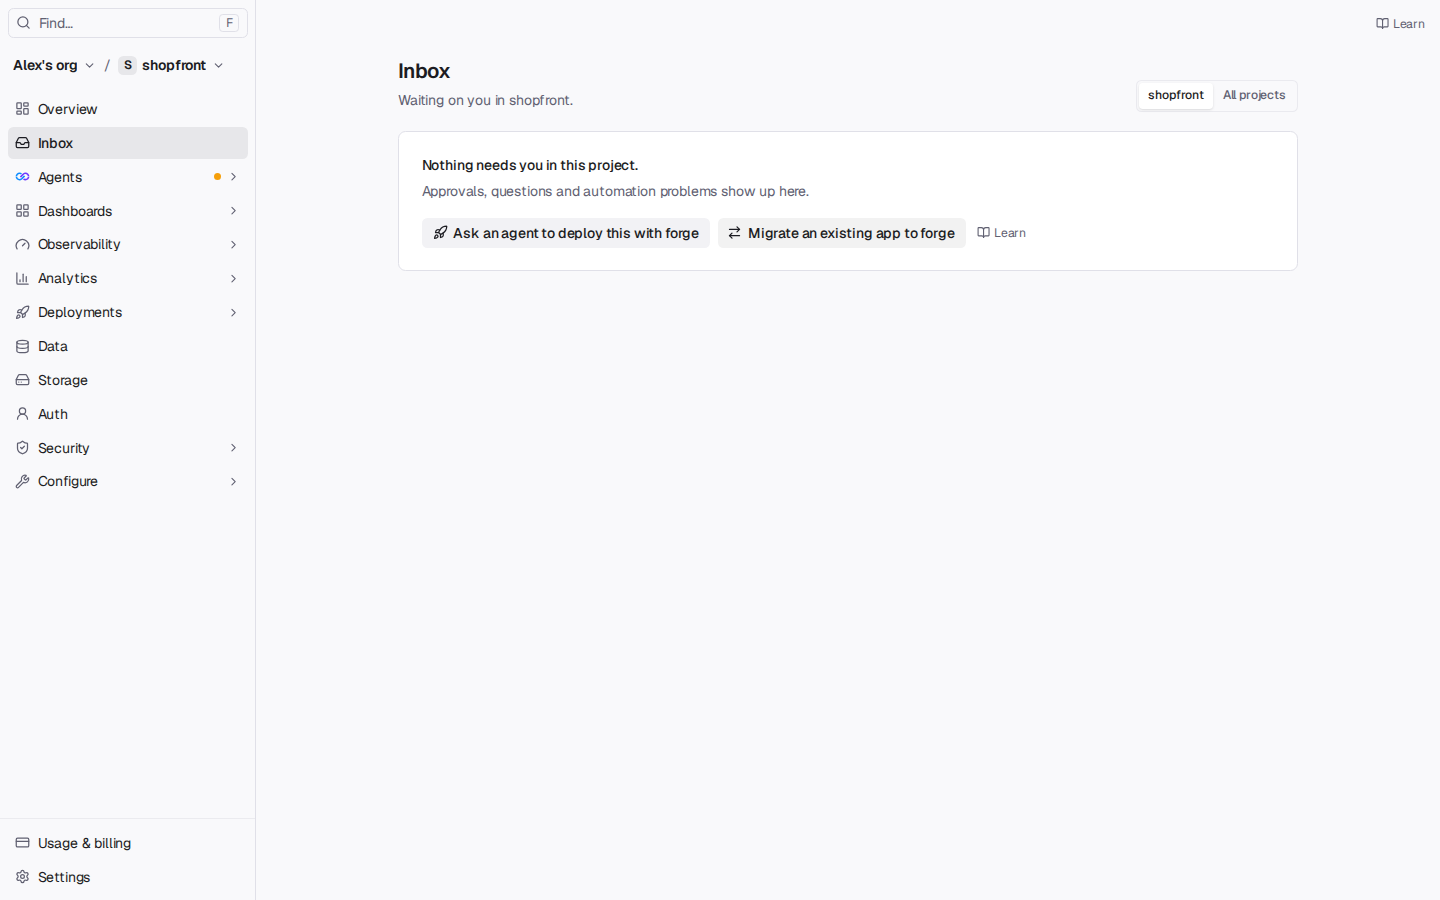 Find...
F
Learn
Alex's org / S shopfront
Overview
Inbox
Agents
Dashboards
Observability
Analytics
Deployments
Data
Storage
Auth
Security
Configure
Usage & billing
Settings
Inbox
Waiting on you in shopfront.
shopfront All projects
Nothing needs you in this project.
Approvals, questions and automation problems show up here.
Ask an agent to deploy this with forge
Migrate an existing app to forge
Learn